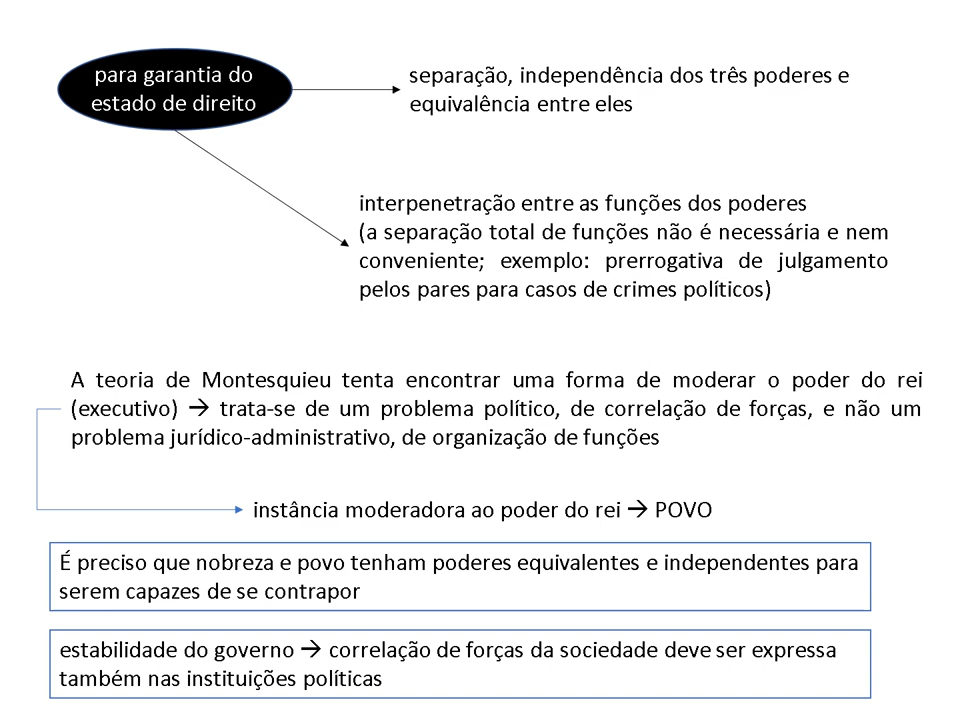 para garantia do
estado de direito
separação, independência dos três poderes e
equivalência entre eles
interpenetração entre as funções dos poderes
(a separação total de funções não é necessária e nem
conveniente; exemplo: prerrogativa de julgamento
pelos pares para casos de crimes políticos)
A teoria de Montesquieu tenta encontrar uma forma de moderar o poder do rei
(executivo) → trata-se de um problema político, de correlação de forças, e não um
problema jurídico-administrativo, de organização de funções
instância moderadora ao poder do rei → POVO
É preciso que nobreza e povo tenham poderes equivalentes e independentes para
serem capazes de se contrapor
estabilidade do governo → correlação de forças da sociedade deve ser expressa
também nas instituições políticas